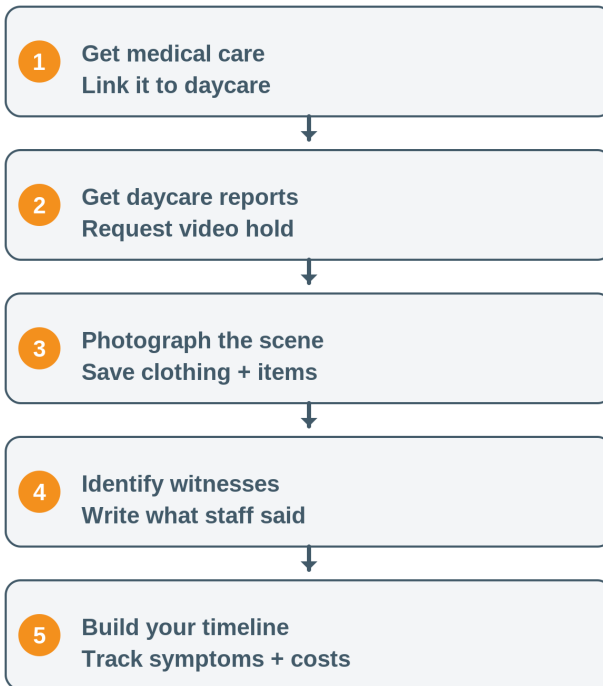 1
Get medical care
Link it to daycare
2
Get daycare reports
Request video hold
3
Photograph the scene
Save clothing + items
4
Identify witnesses
Write what staff said
5
Build your timeline
Track symptoms + costs